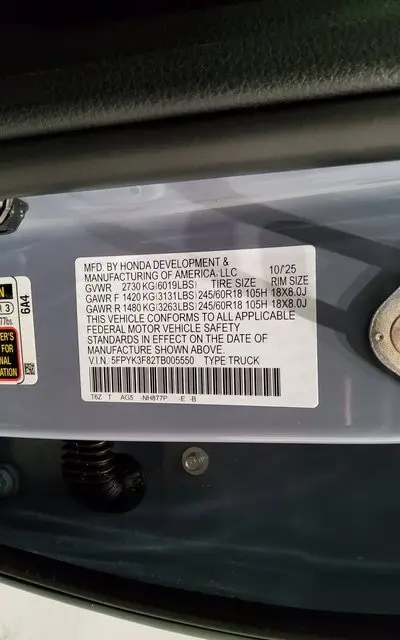 MFD. BY HONDA DEVELOPMENT &
MANUFACTURING OF AMERICA, LLC 10/'25
GVWR 2730 KG(6019LBS) TIRE SIZE RIM SIZE
GAWR F 1420 KG(3131LBS) 245/60R18 105H 18X8.0J
GAWR R 1480 KG(3263LBS) 245/60R18 105H 18X8.0J
THIS VEHICLE CONFORMS TO ALL APPLICABLE
FEDERAL MOTOR VEHICLE SAFETY
STANDARDS IN EFFECT ON THE DATE OF
MANUFACTURE SHOWN ABOVE.
V.I.N: 5FPYK3F82TB005550 TYPE TRUCK
T6Z T AG5 -NH877P -E -B
6A4
FOR